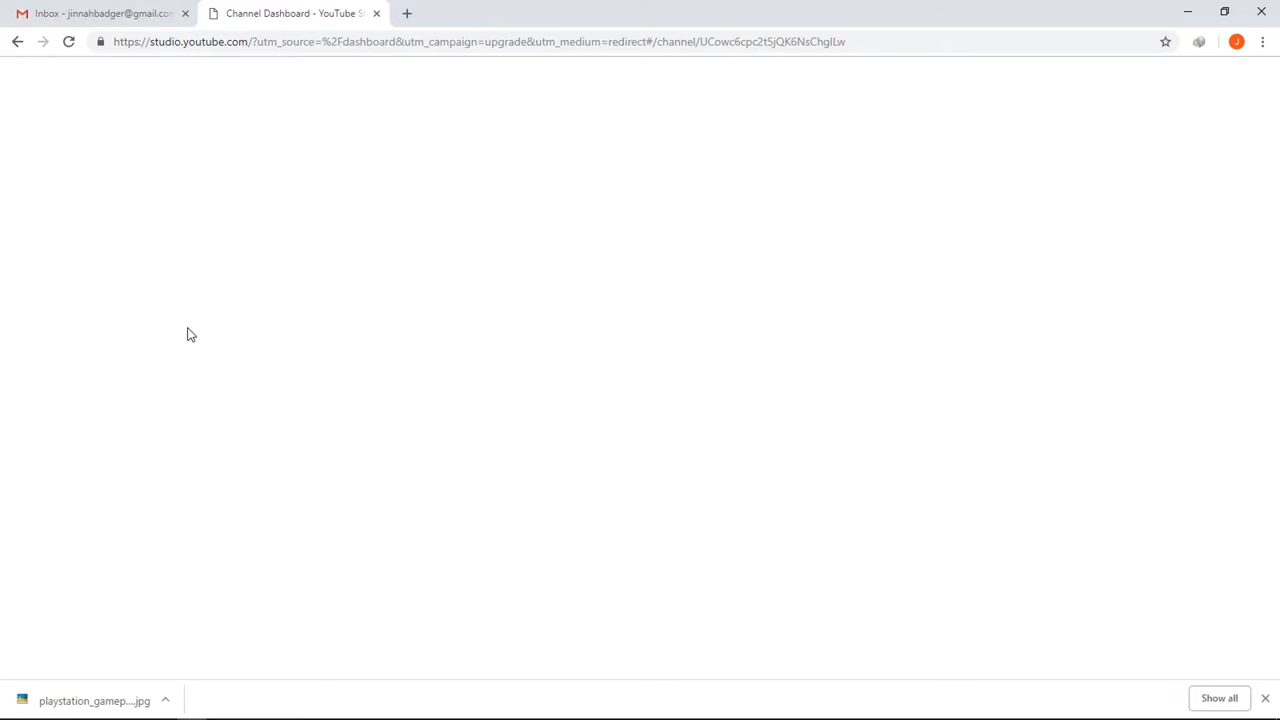 Inbox - jinnahbadger@gmail.com
Channel Dashboard - YouTube S
https://studio.youtube.com/?utm_source=%2Fdashboard&utm_campaign=upgrade&utm_medium=redirect#/channel/UCowc6cpc2t5jQK6NsChglLw
J
playstation_gamep....jpg
Show all